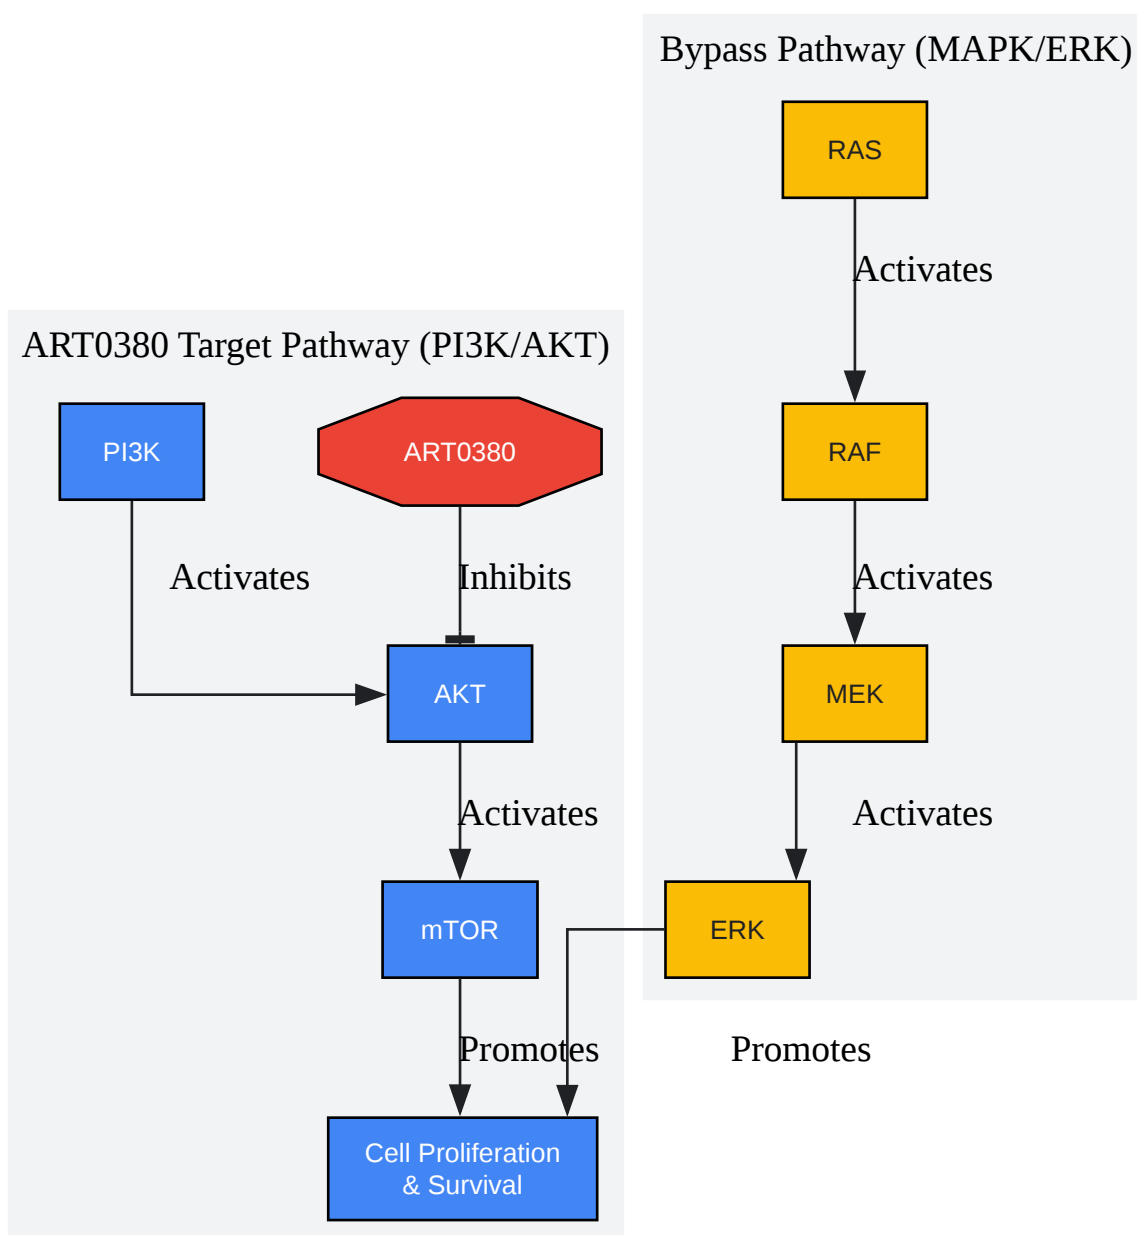 Bypass Pathway (MAPK/ERK)
RAS
Activates
ART0380 Target Pathway (PI3K/AKT)
PI3K
ART0380
RAF
Activates
Inhibits
Activates
AKT
MEK
Activates
Activates
mTOR
ERK
Promotes
Promotes
Cell Proliferation
& Survival